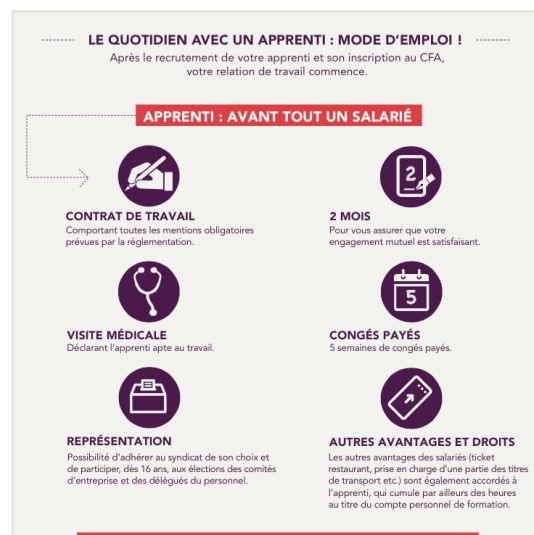 LE QUOTIDIEN AVEC UN APPRENTI : MODE D'EMPLOI !
Après le recrutement de votre apprenti et son inscription au CFA,
votre relation de travail commence.
APPRENTI : AVANT TOUT UN SALARIÉ
CONTRAT DE TRAVAIL
Comportant toutes les mentions obligatoires
prévues par la réglementation.
2
2 MOIS
Pour vous assurer que votre
engagement mutuel est satisfaisant.
VISITE MÉDICALE
Déclarant l'apprenti apte au travail.
5
CONGÉS PAYÉS
5 semaines de congés payés.
REPRÉSENTATION
Possibilité d'adhérer au syndicat de son choix et
de participer, dès 16 ans, aux élections des comités
d'entreprise et des délégués du personnel.
AUTRES AVANTAGES ET DROITS
Les autres avantages des salariés (ticket
restaurant, prise en charge d'une partie des titres
de transport etc.) sont également accordés à
l'apprenti, qui cumule par ailleurs des heures
au titre du compte personnel de formation.